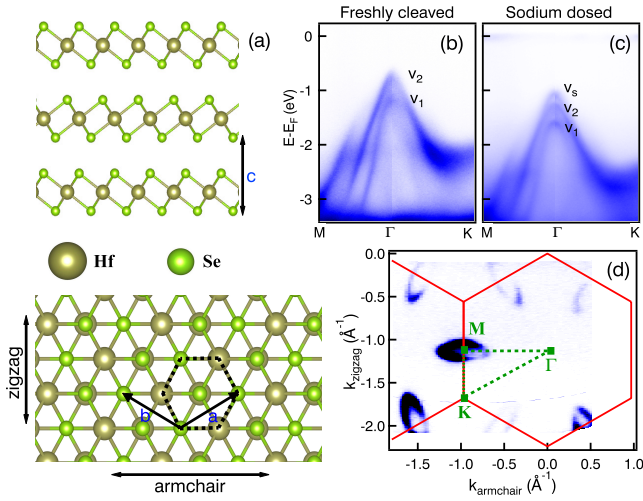 (a)
c
Hf
Se
zigzag
b
a
armchair
Freshly cleaved
Sodium dosed
(b)
(c)
E-E_F (eV)
0
-1
-2
-3
v₂
v₁
vₛ
v₂
v₁
M
Γ
K
M
Γ
K
(d)
k_zigzag (Å⁻¹)
0.0
-0.5
-1.0
-1.5
-2.0
M
Γ
K
-1.5
-1.0
-0.5
0.0
0.5
1.0
k_armchair (Å⁻¹)